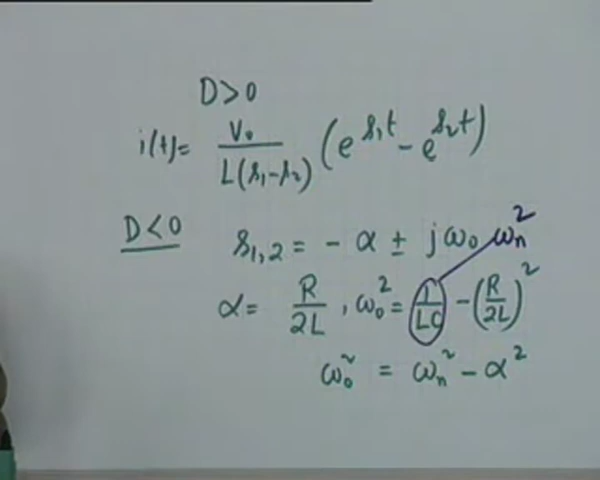 D>0
i(t)= V₀/L(s₁-s₂) (e^s₁t - e^s₂t)
D<0 s₁,₂ = - α ± jω₀ ωₙ²
α = R/2L , ω₀² = 1/LC - (R/2L)²
ω₀² = ωₙ² - α²